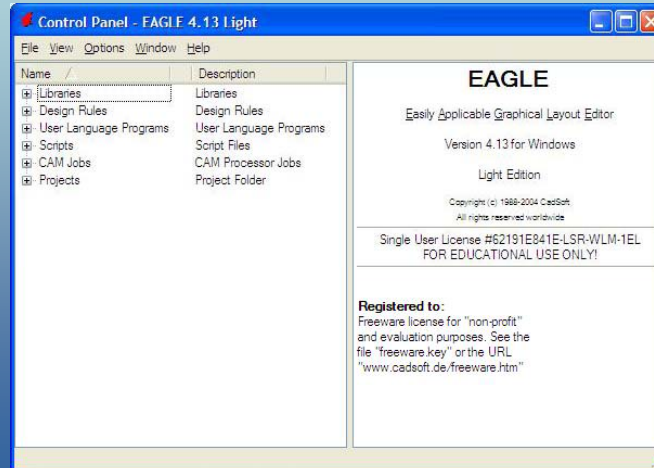 Control Panel - EAGLE 4.13 Light
File View Options Window Help
Name Description
Libraries Libraries
Design Rules Design Rules
User Language Programs User Language Programs
Scripts Script Files
CAM Jobs CAM Processor Jobs
Projects Project Folder
EAGLE
Easily Applicable Graphical Layout Editor
Version 4.13 for Windows
Light Edition
Copyright (c) 1988-2004 CadSoft
All rights reserved worldwide
Single User License #62191E841E-LSR-WLM-1EL
FOR EDUCATIONAL USE ONLY!
Registered to:
Freeware license for "non-profit"
and evaluation purposes. See the
file "freeware.key" or the URL
"www.cadsoft.de/freeware.htm"